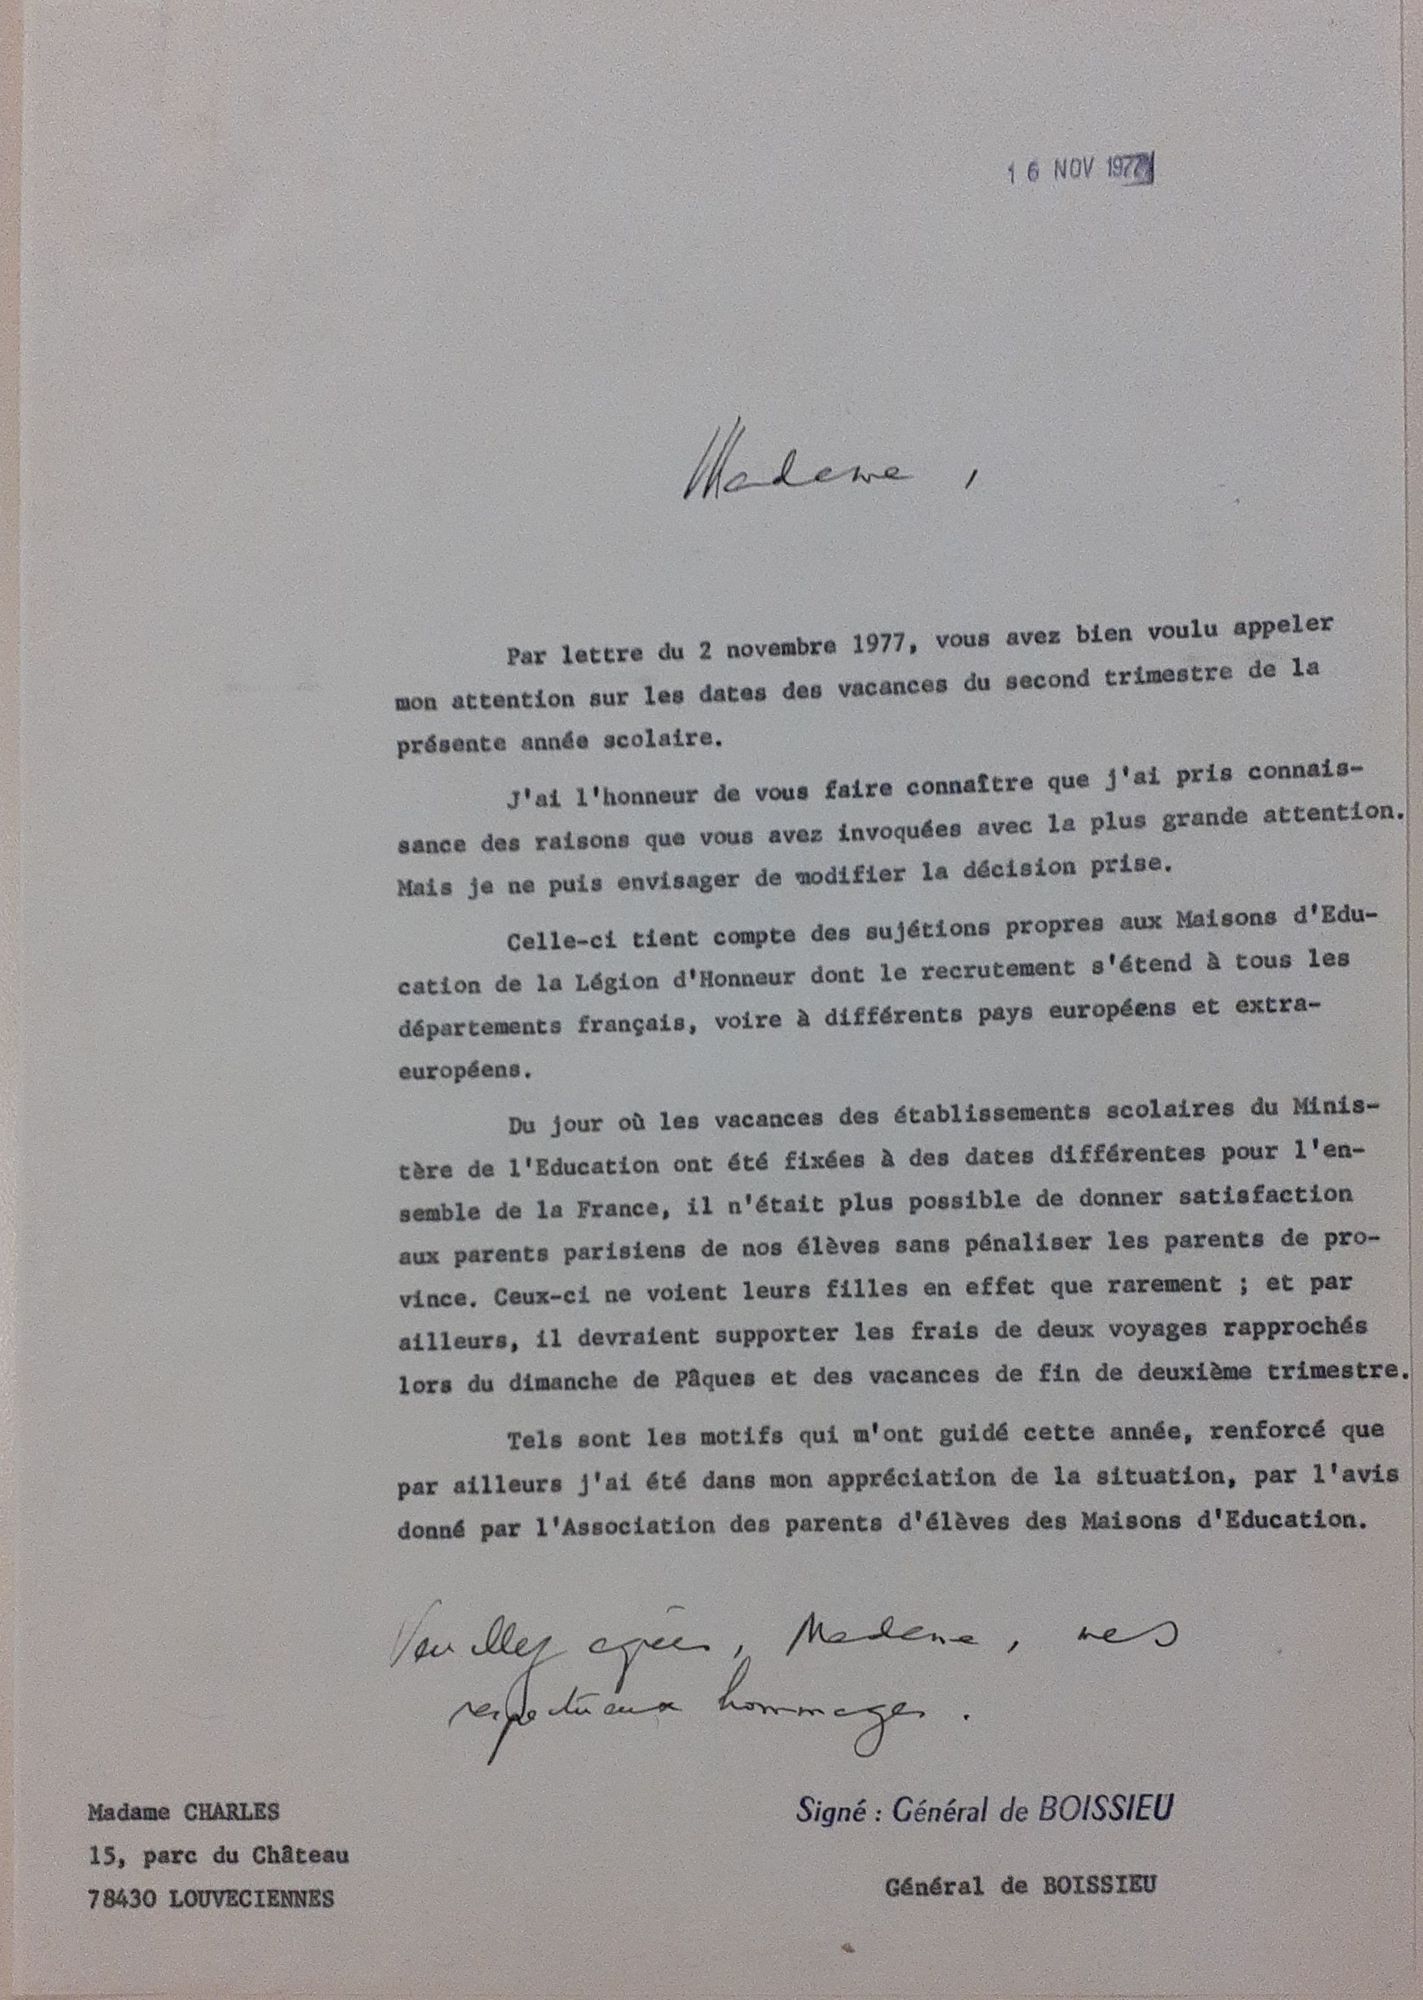 16 NOV 1977
Madame,
Par lettre du 2 novembre 1977, vous avez bien voulu appeler
mon attention sur les dates des vacances du second trimestre de la
présente année scolaire.
J'ai l'honneur de vous faire connaître que j'ai pris connais-
sance des raisons que vous avez invoquées avec la plus grande attention.
Mais je ne puis envisager de modifier la décision prise.
Celle-ci tient compte des sujétions propres aux Maisons d'Edu-
cation de la Légion d'Honneur dont le recrutement s'étend à tous les
départements français, voire à différents pays européens et extra-
européens.
Du jour où les vacances des établissements scolaires du Minis-
tère de l'Education ont été fixées à des dates différentes pour l'en-
semble de la France, il n'était plus possible de donner satisfaction
aux parents parisiens de nos élèves sans pénaliser les parents de pro-
vince. Ceux-ci ne voient leurs filles en effet que rarement ; et par
ailleurs, il devraient supporter les frais de deux voyages rapprochés
lors du dimanche de Pâques et des vacances de fin de deuxième trimestre.
Tels sont les motifs qui m'ont guidé cette année, renforcé que
par ailleurs j'ai été dans mon appréciation de la situation, par l'avis
donné par l'Association des parents d'élèves des Maisons d'Education.
Veuillez agréer, Madame, mes
respectueux hommages.
Signé : Général de BOISSIEU
Général de BOISSIEU
Madame CHARLES
15, parc du Château
78430 LOUVECIENNES